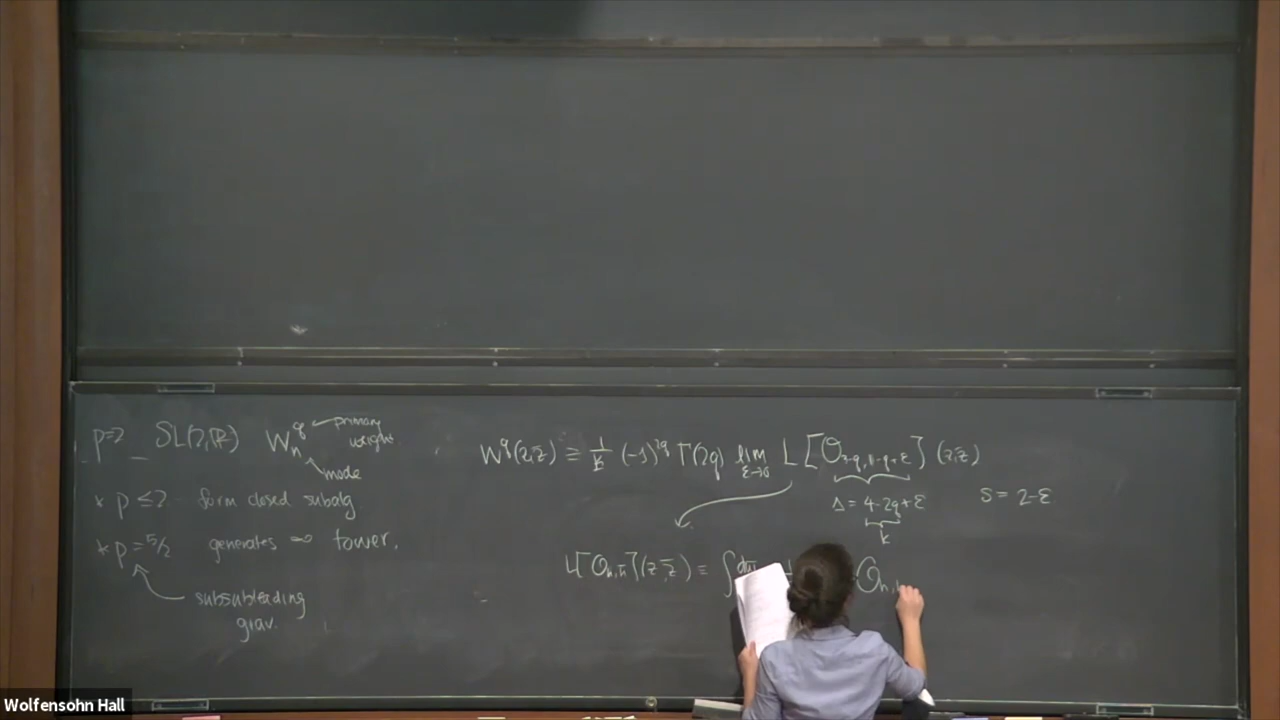 p=2 SL(2,ℝ) W^q_n ← primary weight
mode
* p ≤ 2 form closed subalg
* p = 5/2 generates ∞ tower.
subsubleading
grav.
W^q(z,z̄) ≡ 1/κ (-1)^{2q} Γ(2q) lim_{ε→0} L[O_{3-q,1-q+ε}](z,z̄)
Δ = 4-2q+ε S = 2-ε
k
L[O_{h,h̄}](z,z̄) ≡ ∫
Wolfensohn Hall